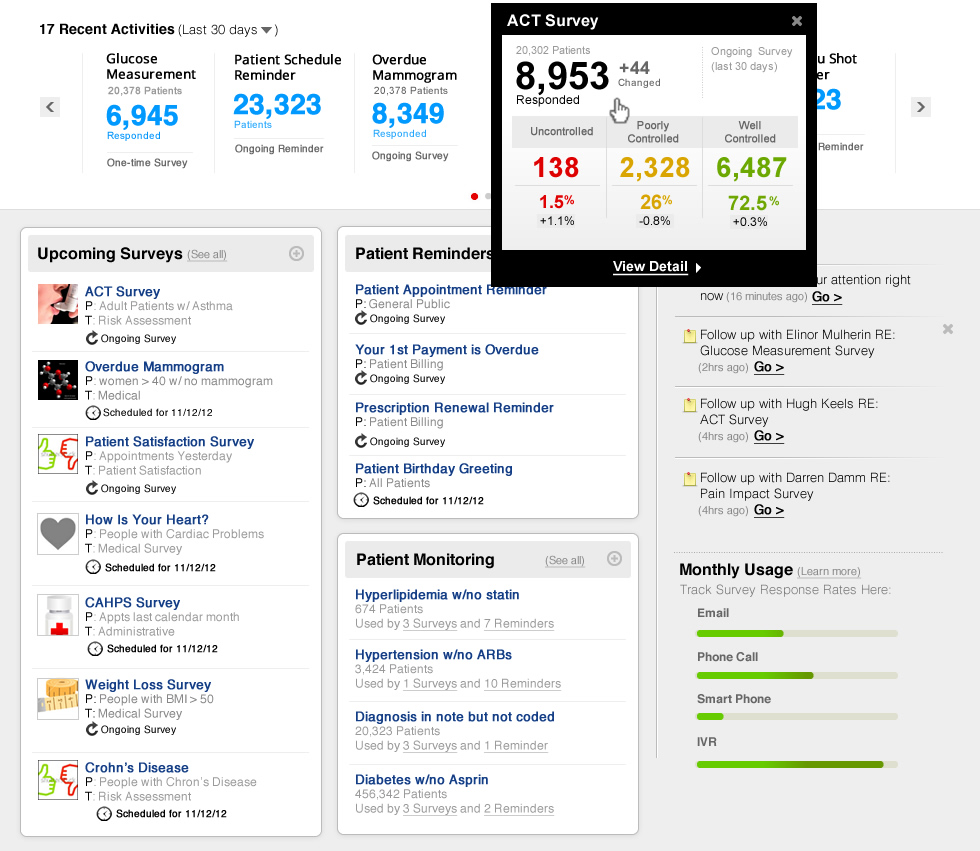 17 Recent Activities (Last 30 days )
Glucose
Measurement
20,378 Patients
6,945
Responded
One-time Survey
Patient Schedule
Reminder
23,323
Patients
Ongoing Reminder
Overdue
Mammogram
20,378 Patients
8,349
Responded
Ongoing Survey
ACT Survey
20,302 Patients
8,953
Responded
+44
Changed
Ongoing Survey
(last 30 days)
Uncontrolled
Poorly
Controlled
Well
Controlled
138
2,328
6,487
1.5%
26%
72.5%
+1.1%
-0.8%
+0.3%
View Detail
u Shot
er
23
Reminder
Upcoming Surveys (See all)
ACT Survey
P: Adult Patients w/ Asthma
T: Risk Assessment
Ongoing Survey
Overdue Mammogram
P: women > 40 w/ no mammogram
T: Medical
Scheduled for 11/12/12
Patient Satisfaction Survey
P: Appointments Yesterday
T: Patient Satisfaction
Ongoing Survey
How Is Your Heart?
P: People with Cardiac Problems
T: Medical Survey
Scheduled for 11/12/12
CAHPS Survey
P: Appts last calendar month
T: Administrative
Scheduled for 11/12/12
Weight Loss Survey
P: People with BMI > 50
T: Medical Survey
Ongoing Survey
Crohn's Disease
P: People with Chron's Disease
T: Risk Assessment
Scheduled for 11/12/12
Patient Reminders
Patient Appointment Reminder
P: General Public
Ongoing Survey
Your 1st Payment is Overdue
P: Patient Billing
Ongoing Survey
Prescription Renewal Reminder
P: Patient Billing
Ongoing Survey
Patient Birthday Greeting
P: All Patients
Scheduled for 11/12/12
Patient Monitoring (See all)
Hyperlipidemia w/no statin
674 Patients
Used by 3 Surveys and 7 Reminders
Hypertension w/no ARBs
3,424 Patients
Used by 1 Surveys and 10 Reminders
Diagnosis in note but not coded
20,323 Patients
Used by 3 Surveys and 1 Reminder
Diabetes w/no Asprin
456,342 Patients
Used by 3 Surveys and 2 Reminders
ur attention right
now (16 minutes ago) Go >
Follow up with Elinor Mulherin RE:
Glucose Measurement Survey
(2hrs ago) Go >
Follow up with Hugh Keels RE:
ACT Survey
(4hrs ago) Go >
Follow up with Darren Damm RE:
Pain Impact Survey
(4hrs ago) Go >
Monthly Usage (Learn more)
Track Survey Response Rates Here:
Email
Phone Call
Smart Phone
IVR